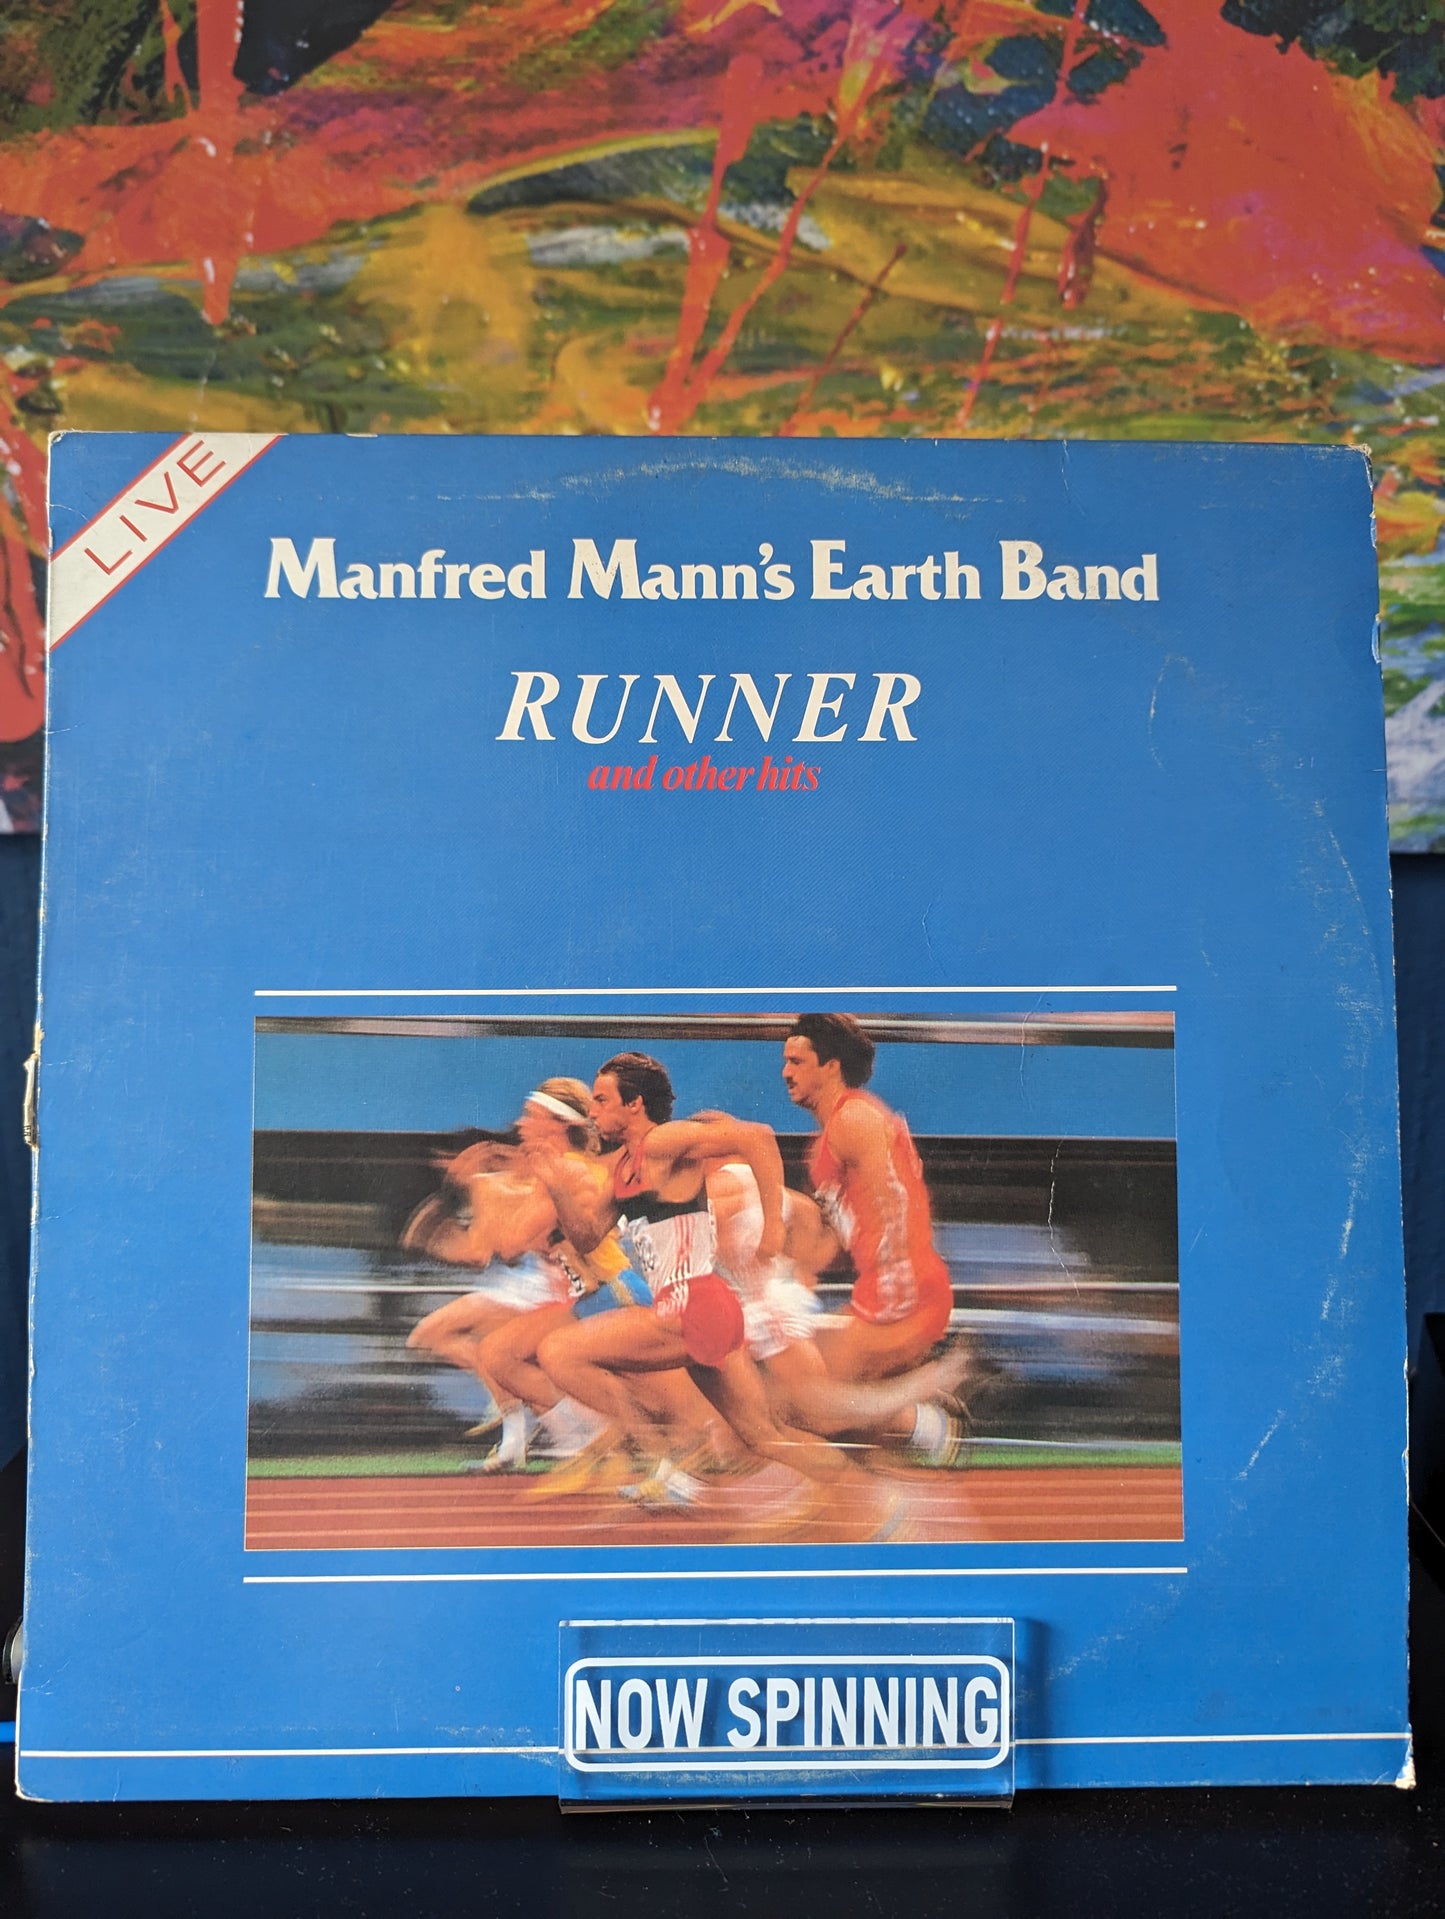 LIVE
Manfred Mann's Earth Band
RUNNER
and other hits
NOW SPINNING